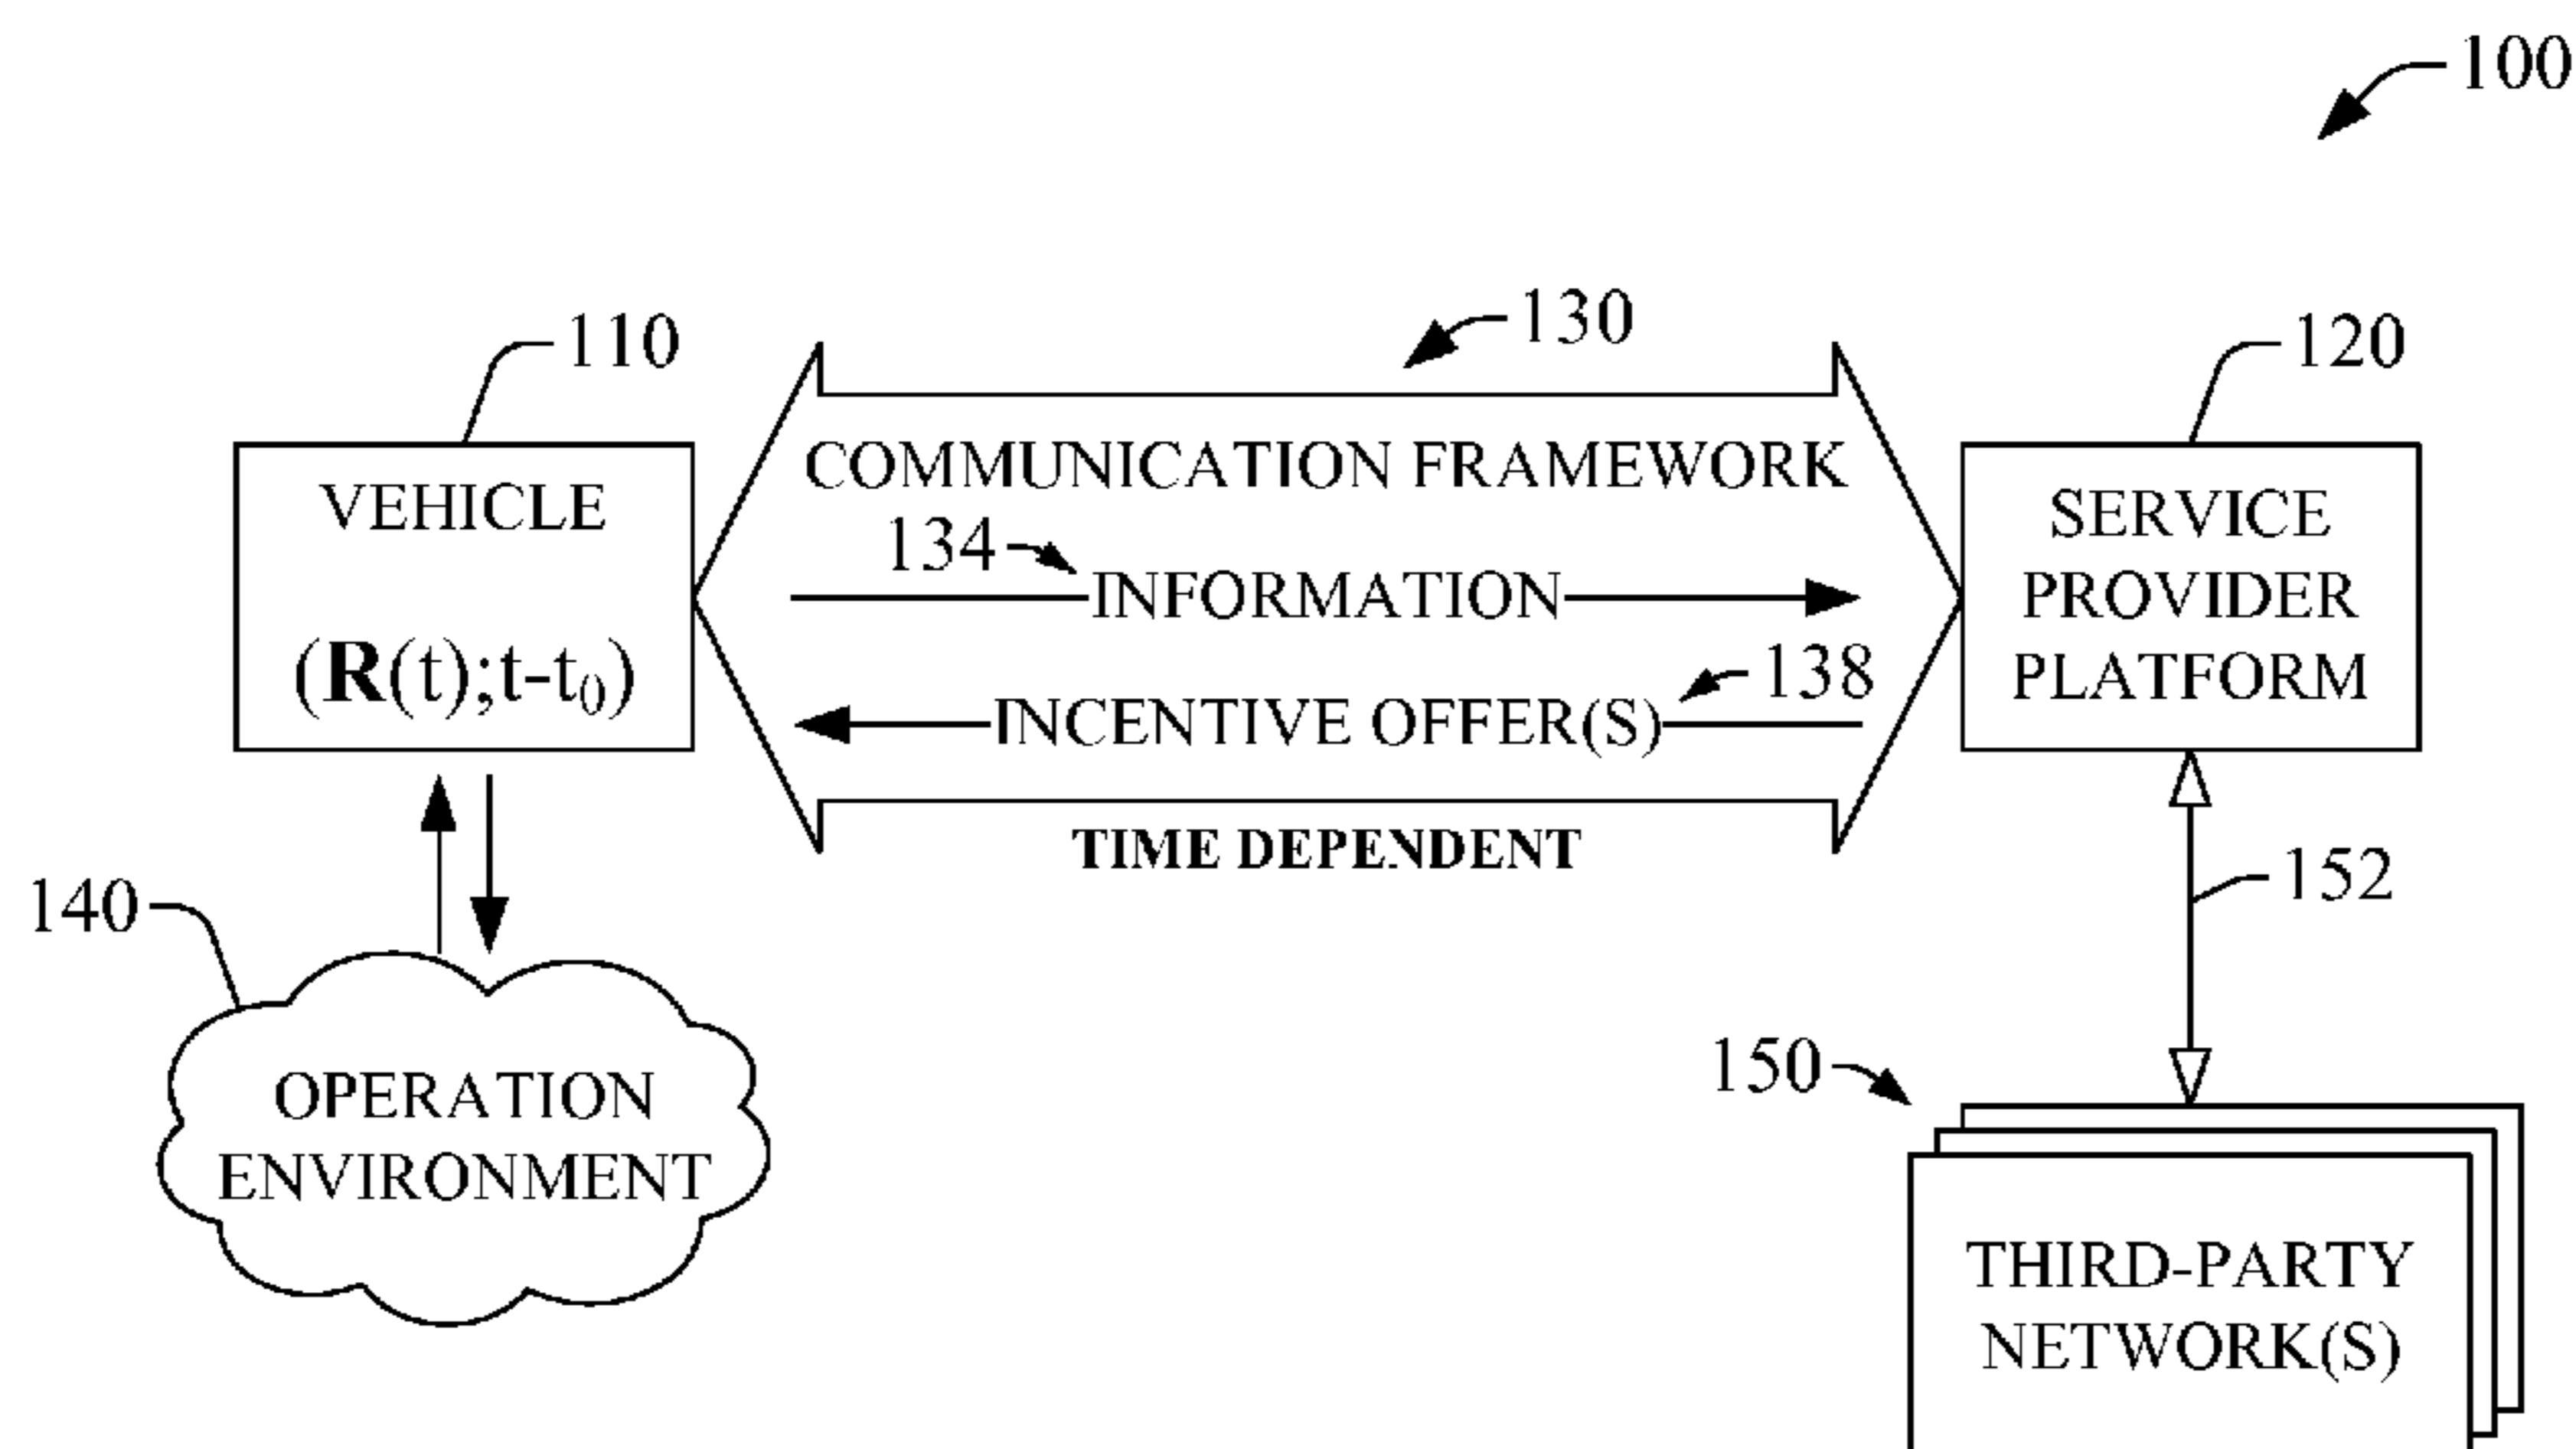 100
130
110
120
COMMUNICATION FRAMEWORK
VEHICLE
(R(t);t-t₀)
134
INFORMATION
138
INCENTIVE OFFER(S)
SERVICE
PROVIDER
PLATFORM
TIME DEPENDENT
140
152
OPERATION
ENVIRONMENT
150
THIRD-PARTY
NETWORK(S)